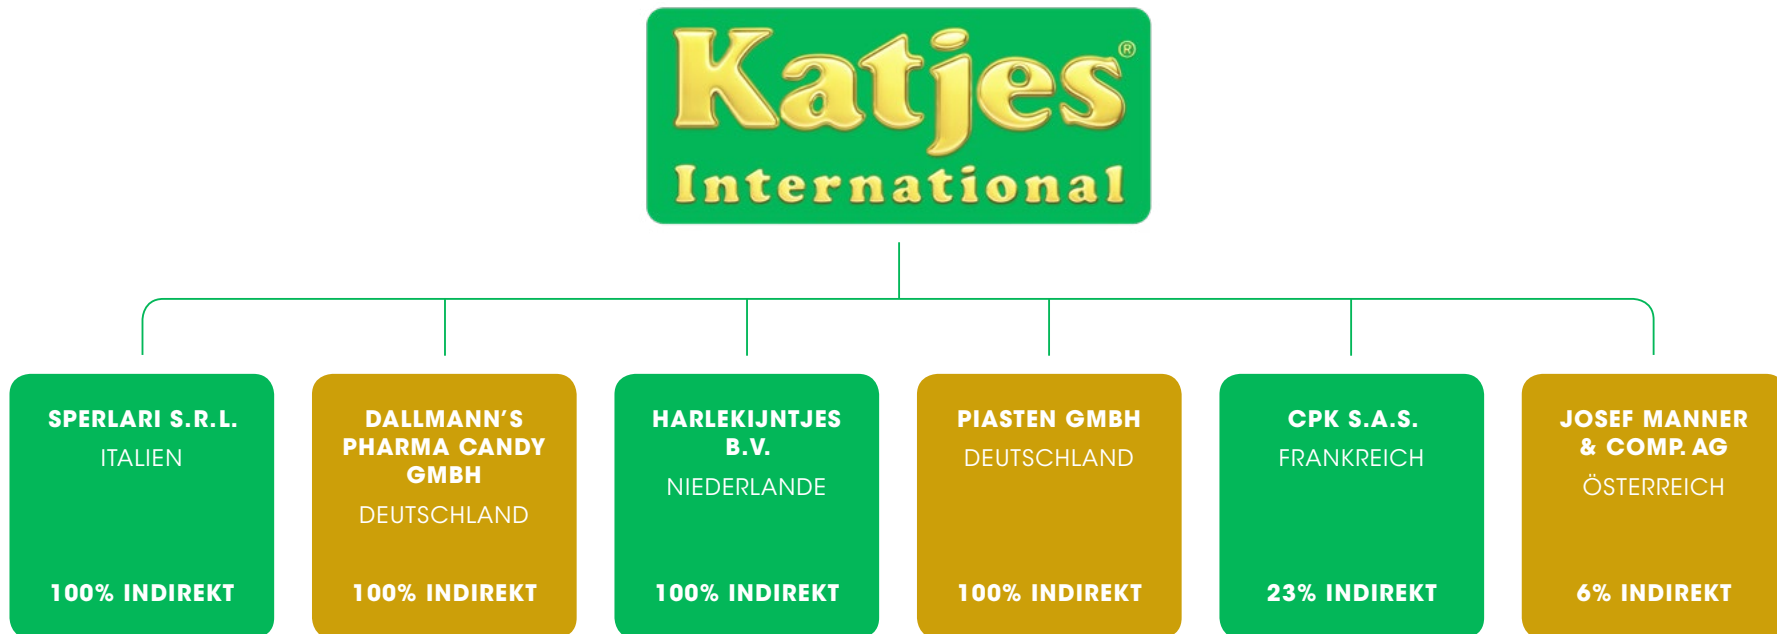 Katjes®
International
SPERLARI S.R.L.
ITALIEN
100% INDIREKT
DALLMANN’S
PHARMA CANDY
GMBH
DEUTSCHLAND
100% INDIREKT
HARLEKIJNTJES
B.V.
NIEDERLANDE
100% INDIREKT
PIASTEN GMBH
DEUTSCHLAND
100% INDIREKT
CPK S.A.S.
FRANKREICH
23% INDIREKT
JOSEF MANNER
& COMP. AG
ÖSTERREICH
6% INDIREKT